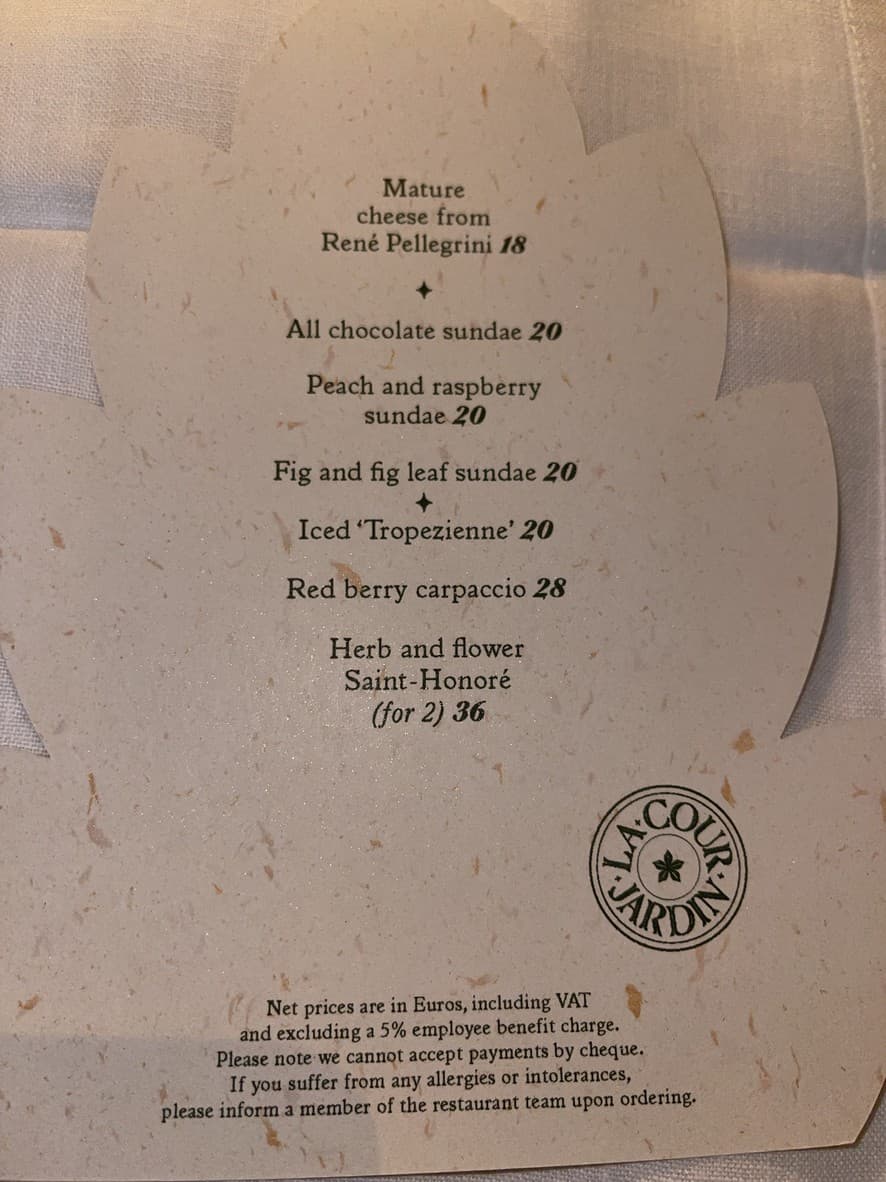 Mature
cheese from
René Pellegrini 18
All chocolate sundae 20
Peach and raspberry
sundae 20
Fig and fig leaf sundae 20
Iced ‘Tropezienne’ 20
Red berry carpaccio 28
Herb and flower
Saint-Honoré
(for 2) 36
LA·COUR·
JARDIN·
Net prices are in Euros, including VAT
and excluding a 5% employee benefit charge.
Please note we cannot accept payments by cheque.
If you suffer from any allergies or intolerances,
please inform a member of the restaurant team upon ordering.